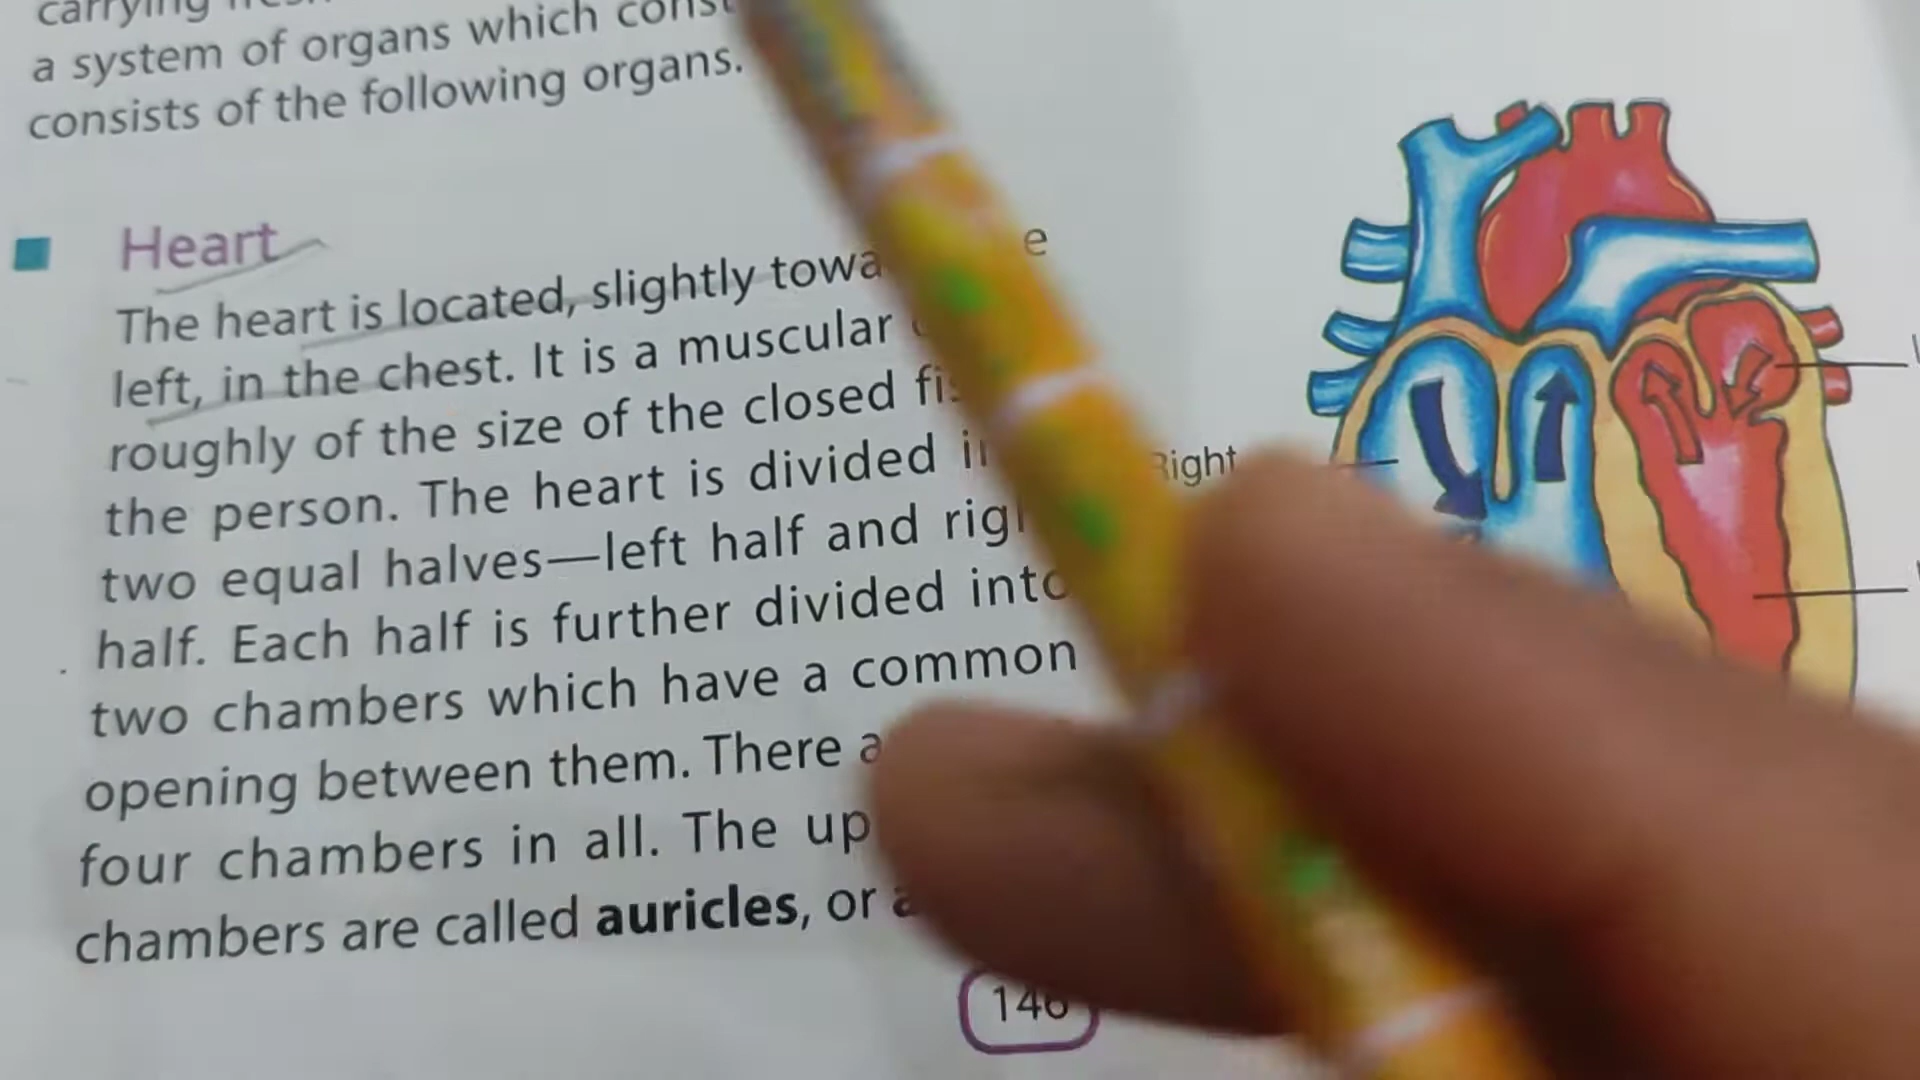 carrying
a system of organs which
consists of the following organs.
Heart
The heart is located, slightly
left, in the chest. It is a muscular
roughly of the size of the closed
the person. The heart is divided
two equal halves—left half and
half. Each half is further divided into
two chambers which have a common
opening between them. There
four chambers in all. The
chambers are called auricles, or
Right
146